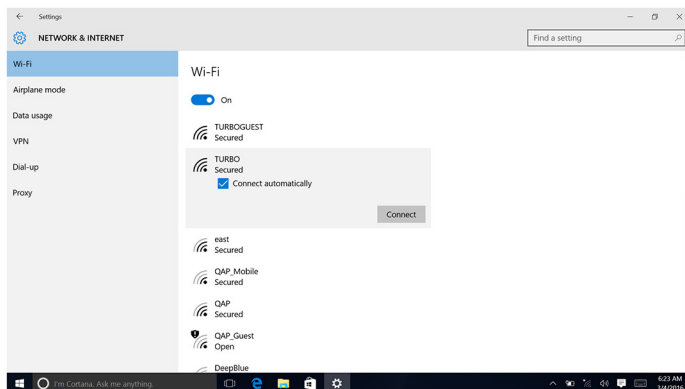 Settings
NETWORK & INTERNET
Find a setting
Wi-Fi
Airplane mode
Data usage
VPN
Dial-up
Proxy
Wi-Fi
On
TURBOGUEST
Secured
TURBO
Secured
Connect automatically
Connect
east
Secured
QAP_Mobile
Secured
QAP
Secured
QAP_Guest
Open
DeepBlue
I'm Cortana. Ask me anything.
6:23 AM
3/4/2016